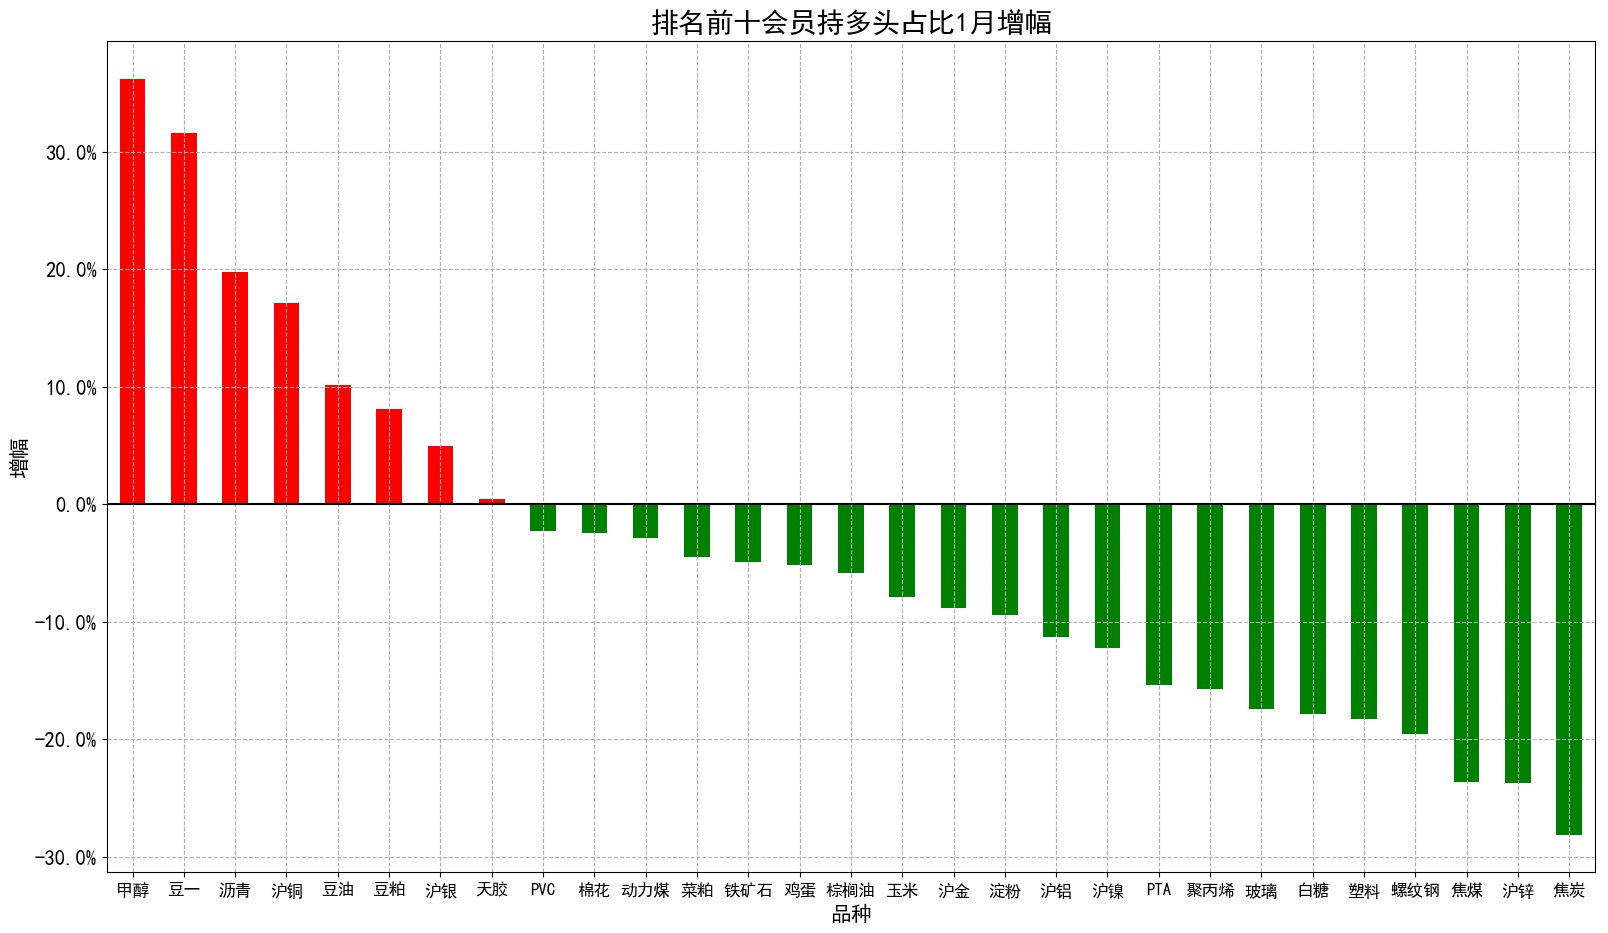 排名前十会员持多头占比1月增幅
增幅
30.0%
20.0%
10.0%
0.0%
−10.0%
−20.0%
−30.0%
甲醇 豆一 沥青 沪铜 豆油 豆粕 沪银 天胶 PVC 棉花 动力煤 菜粕 铁矿石 鸡蛋 棕榈油 玉米 沪金 淀粉 沪铝 沪镍 PTA 聚丙烯 玻璃 白糖 塑料 螺纹钢 焦煤 沪锌 焦炭
品种